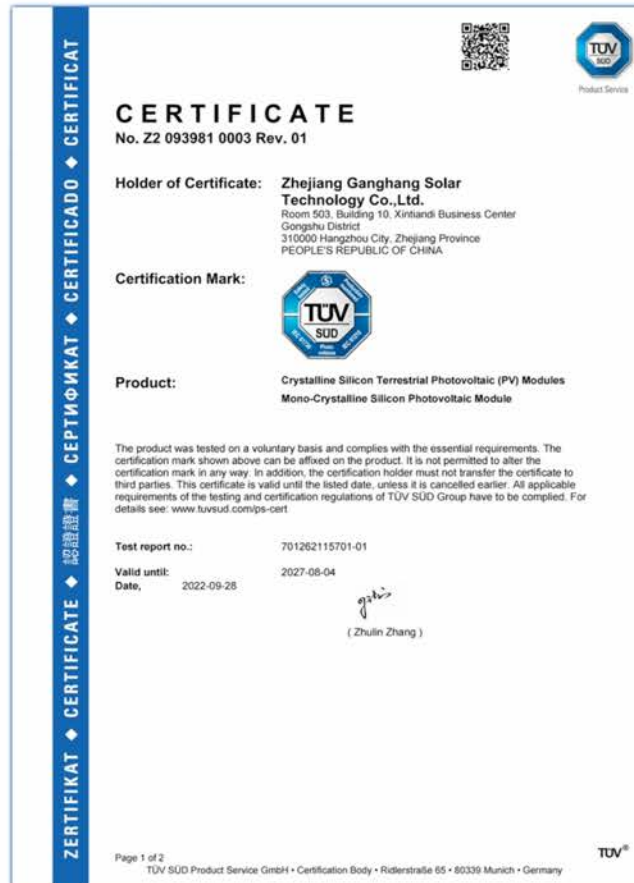 ZERTIFIKAT ◆ CERTIFICATE ◆ 認證證書 ◆ СЕРТИФИКАТ ◆ CERTIFICADO ◆ CERTIFICAT
TÜV
SÜD
Product Service
CERTIFICATE
No. Z2 093981 0003 Rev. 01
Holder of Certificate: Zhejiang Ganghang Solar
Technology Co.,Ltd.
Room 503, Building 10, Xintiandi Business Center
Gongshu District
310000 Hangzhou City, Zhejiang Province
PEOPLE'S REPUBLIC OF CHINA
Certification Mark:
TÜV
SÜD
Product: Crystalline Silicon Terrestrial Photovoltaic (PV) Modules
Mono-Crystalline Silicon Photovoltaic Module
The product was tested on a voluntary basis and complies with the essential requirements. The
certification mark shown above can be affixed on the product. It is not permitted to alter the
certification mark in any way. In addition, the certification holder must not transfer the certificate to
third parties. This certificate is valid until the listed date, unless it is cancelled earlier. All applicable
requirements of the testing and certification regulations of TÜV SÜD Group have to be complied. For
details see: www.tuvsud.com/ps-cert
Test report no.: 701262115701-01
Valid until: 2027-08-04
Date, 2022-09-28
( Zhulin Zhang )
Page 1 of 2
TÜV SÜD Product Service GmbH • Certification Body • Ridlerstraße 65 • 80339 Munich • Germany
TÜV®